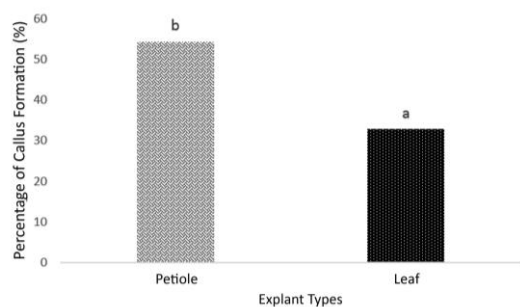 Percentage of Callus Formation (%)
60
50
40
30
20
10
0
b
a
Petiole
Leaf
Explant Types